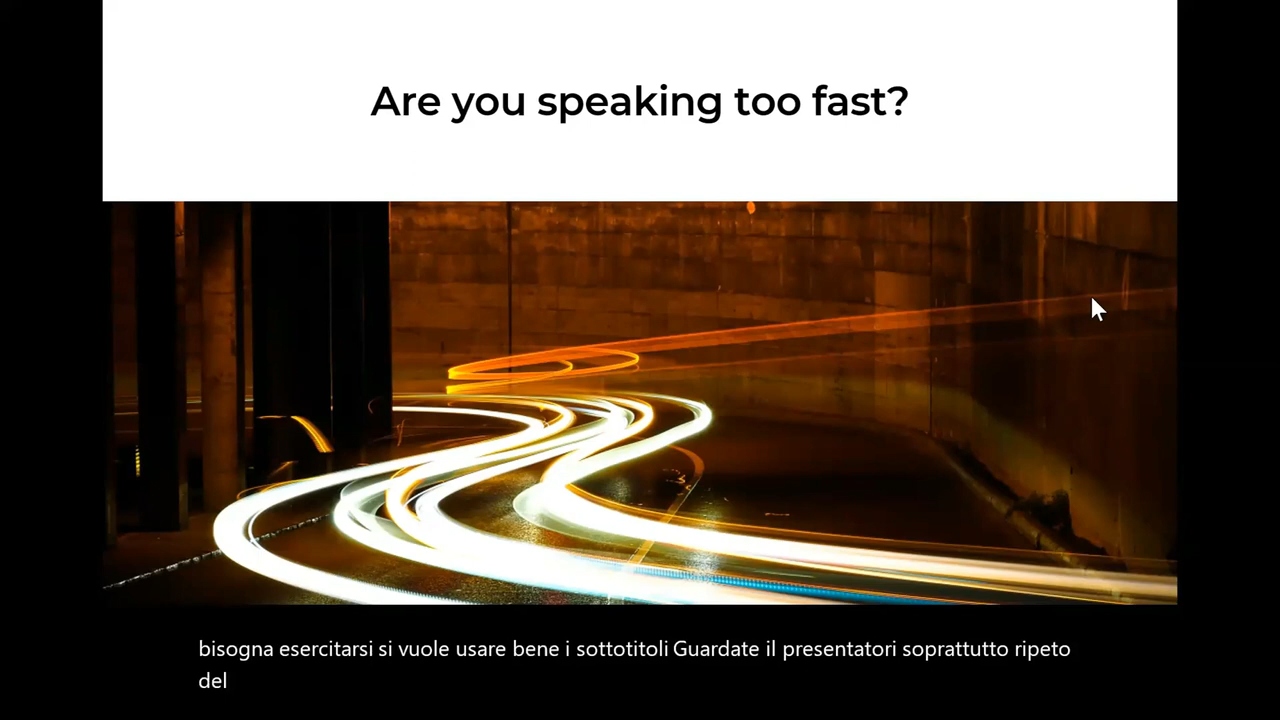 Are you speaking too fast?
bisogna esercitarsi si vuole usare bene i sottotitoli Guardate il presentatori soprattutto ripeto
del